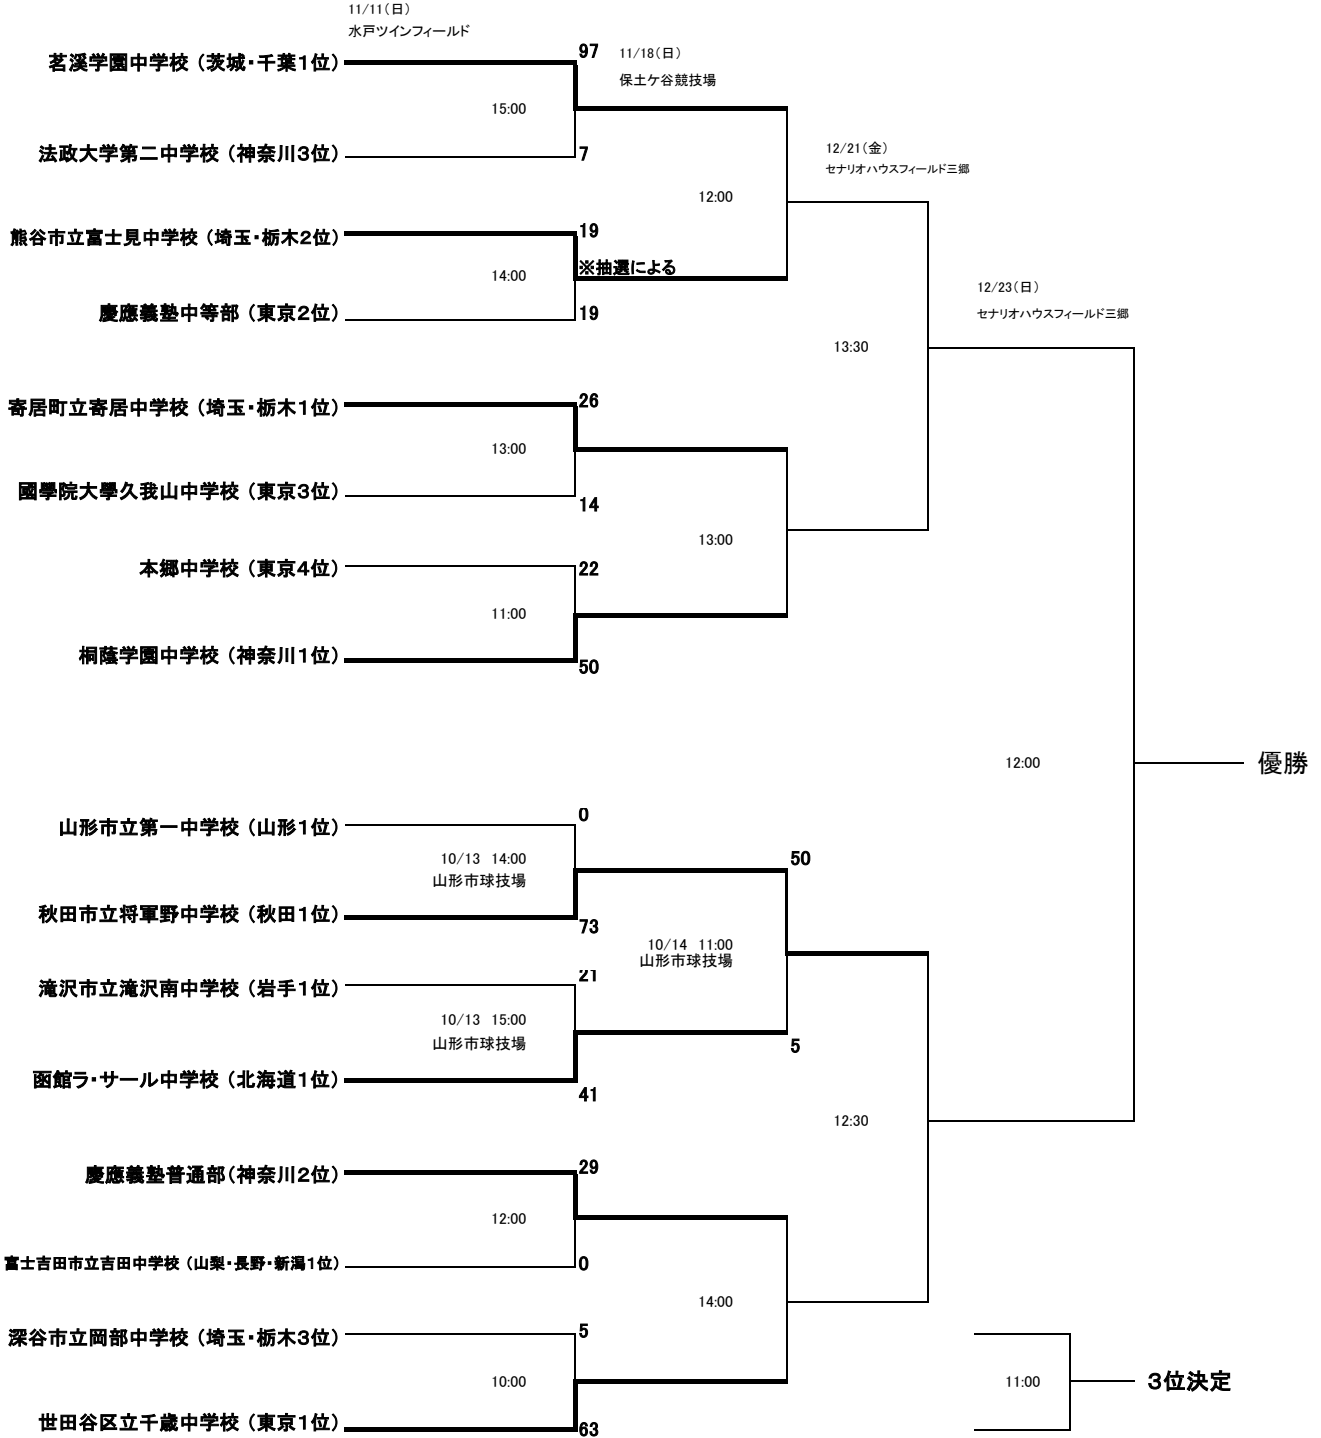 11/11(日)
水戸ツインフィールド
茗溪学園中学校 (茨城・千葉1位)
97
11/18(日)
保土ケ谷競技場
15:00
法政大学第二中学校 (神奈川3位)
7
12/21(金)
セナリオハウスフィールド三郷
12:00
熊谷市立富士見中学校 (埼玉・栃木2位)
19
※抽選による
14:00
慶應義塾中等部 (東京2位)
19
12/23(日)
セナリオハウスフィールド三郷
13:30
寄居町立寄居中学校 (埼玉・栃木1位)
26
13:00
國學院大學久我山中学校 (東京3位)
14
13:00
本郷中学校 (東京4位)
22
11:00
桐蔭学園中学校 (神奈川1位)
50
12:00
優勝
山形市立第一中学校 (山形1位)
0
10/13 14:00
山形市球技場
50
秋田市立将軍野中学校 (秋田1位)
73
10/14 11:00
山形市球技場
滝沢市立滝沢南中学校 (岩手1位)
21
10/13 15:00
山形市球技場
5
函館ラ・サール中学校 (北海道1位)
41
12:30
慶應義塾普通部(神奈川2位)
29
12:00
富士吉田市立吉田中学校 (山梨・長野・新潟1位)
0
14:00
深谷市立岡部中学校 (埼玉・栃木3位)
5
10:00
11:00
3位決定
世田谷区立千歳中学校 (東京1位)
63